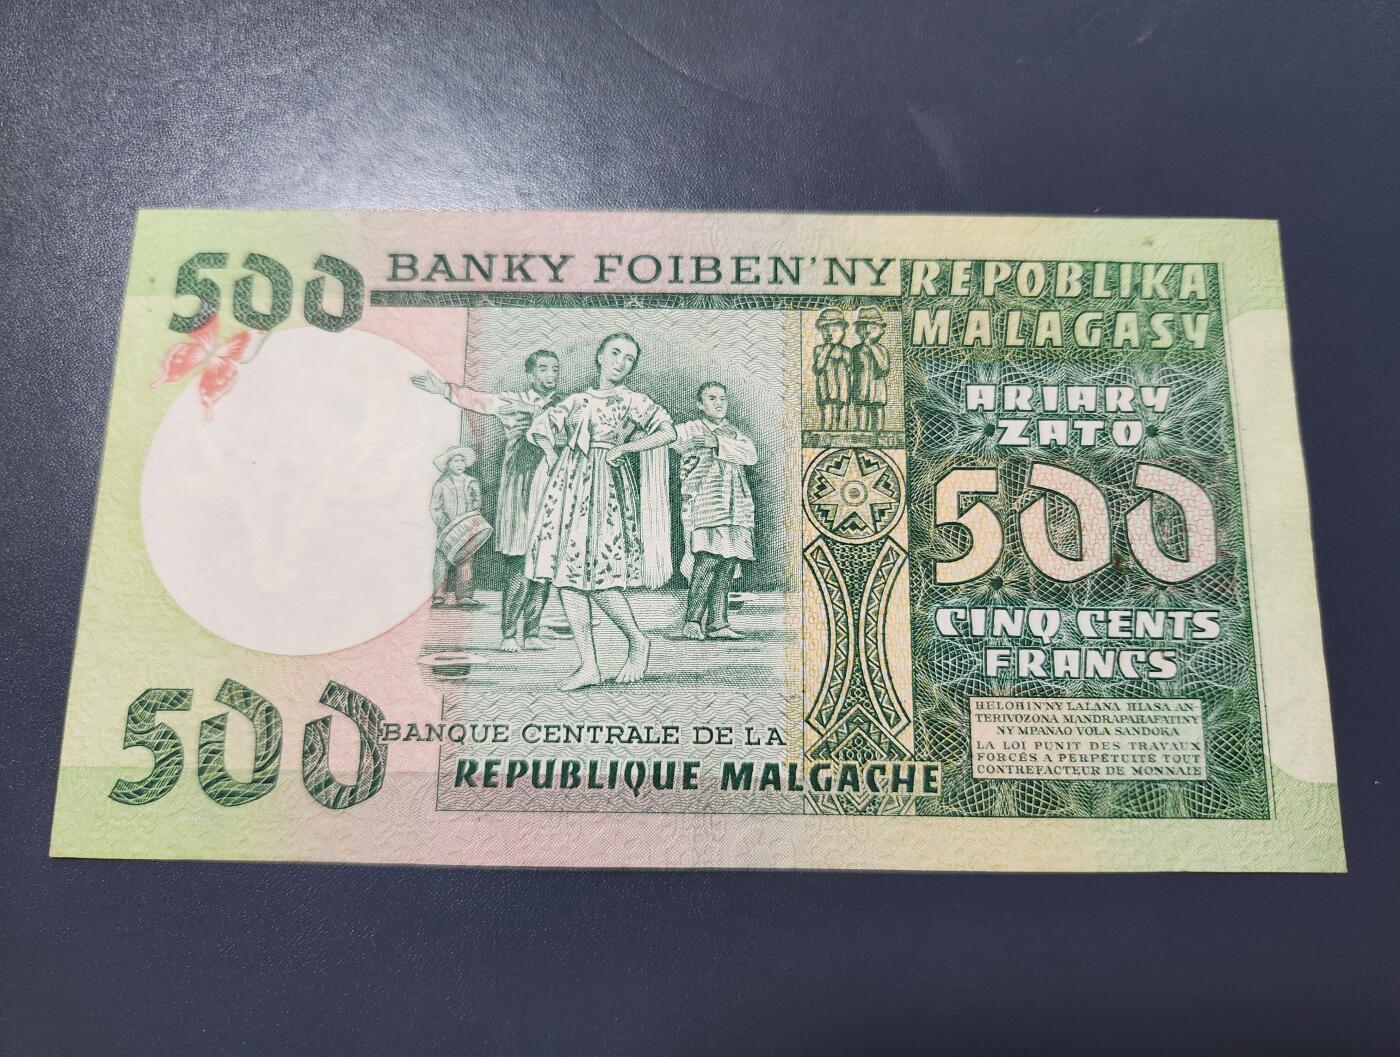 500
BANKY FOIBEN'NY
REPOBLIKA
MALAGASY
ARIARY
ZATO
500
CINQ CENTS
FRANCS
HELOHIN'NY LALANA HIASA AN
TERIVOZONA MANDRAPARAFATINY
NY MPANAO VOLA SANDOKA
LA LOI PUNIT DES TRAVAUX
FORCÉS A PERPÉTUITÉ TOUT
CONTREFACTEUR DE MONNAIE
500
BANQUE CENTRALE DE LA
REPUBLIQUE MALGACHE